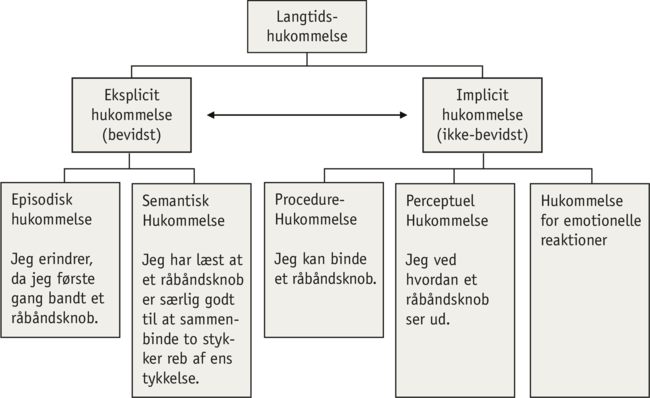 Langtids-
hukommelse
Eksplicit
hukommelse
(bevidst)
Implicit
hukommelse
(ikke-bevidst)
Episodisk
hukommelse
Jeg erindrer,
da jeg første
gang bandt et
råbåndsknob.
Semantisk
Hukommelse
Jeg har læst at
et råbåndsknob
er særlig godt
til at sammen-
binde to styk-
ker reb af ens
tykkelse.
Procedure-
Hukommelse
Jeg kan binde
et råbåndsknob.
Perceptuel
Hukommelse
Jeg ved
hvordan et
råbåndsknob
ser ud.
Hukommelse
for emotionelle
reaktioner